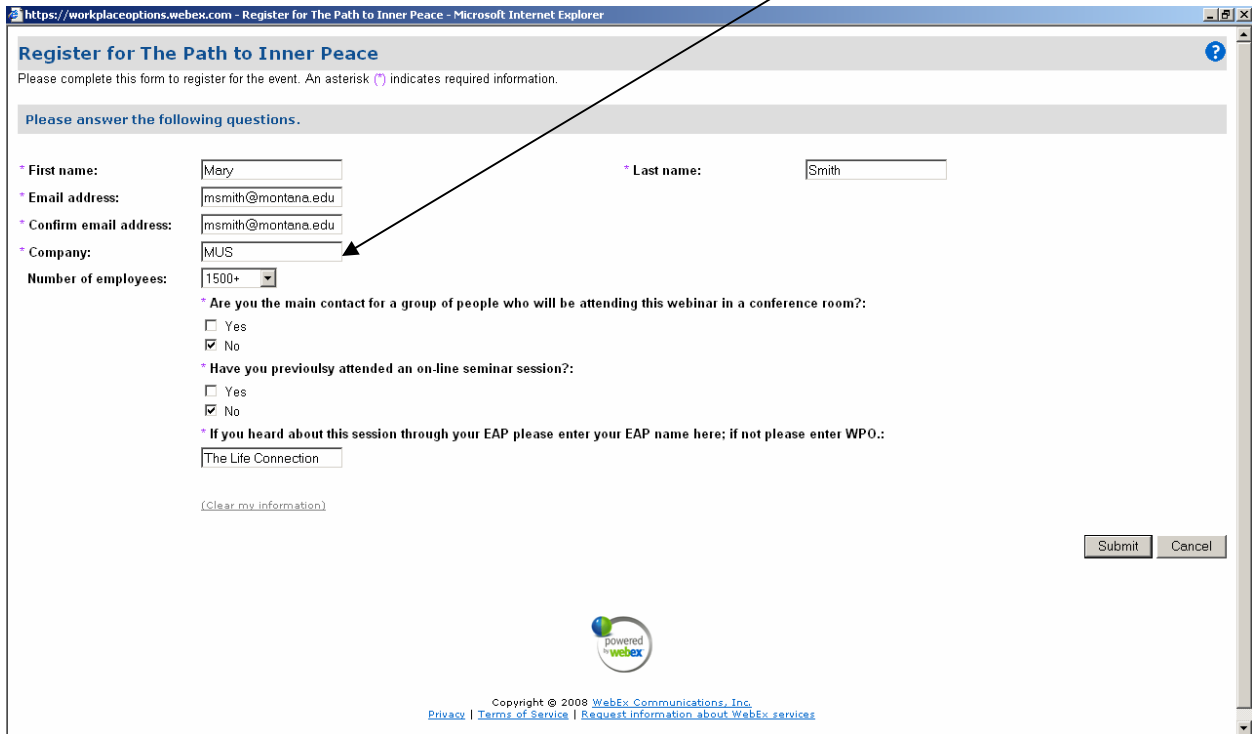 https://workplaceoptions.webex.com - Register for The Path to Inner Peace - Microsoft Internet Explorer
Register for The Path to Inner Peace
?
Please complete this form to register for the event. An asterisk (*) indicates required information.
Please answer the following questions.
* First name: Mary * Last name: Smith
* Email address: msmith@montana.edu
* Confirm email address: msmith@montana.edu
* Company: MUS
Number of employees: 1500+
* Are you the main contact for a group of people who will be attending this webinar in a conference room?:
Yes
No
* Have you previoulsy attended an on-line seminar session?:
Yes
No
* If you heard about this session through your EAP please enter your EAP name here; if not please enter WPO.:
The Life Connection
(Clear my information)
Submit Cancel
powered
by webex
Copyright © 2008 WebEx Communications, Inc.
Privacy | Terms of Service | Request information about WebEx services